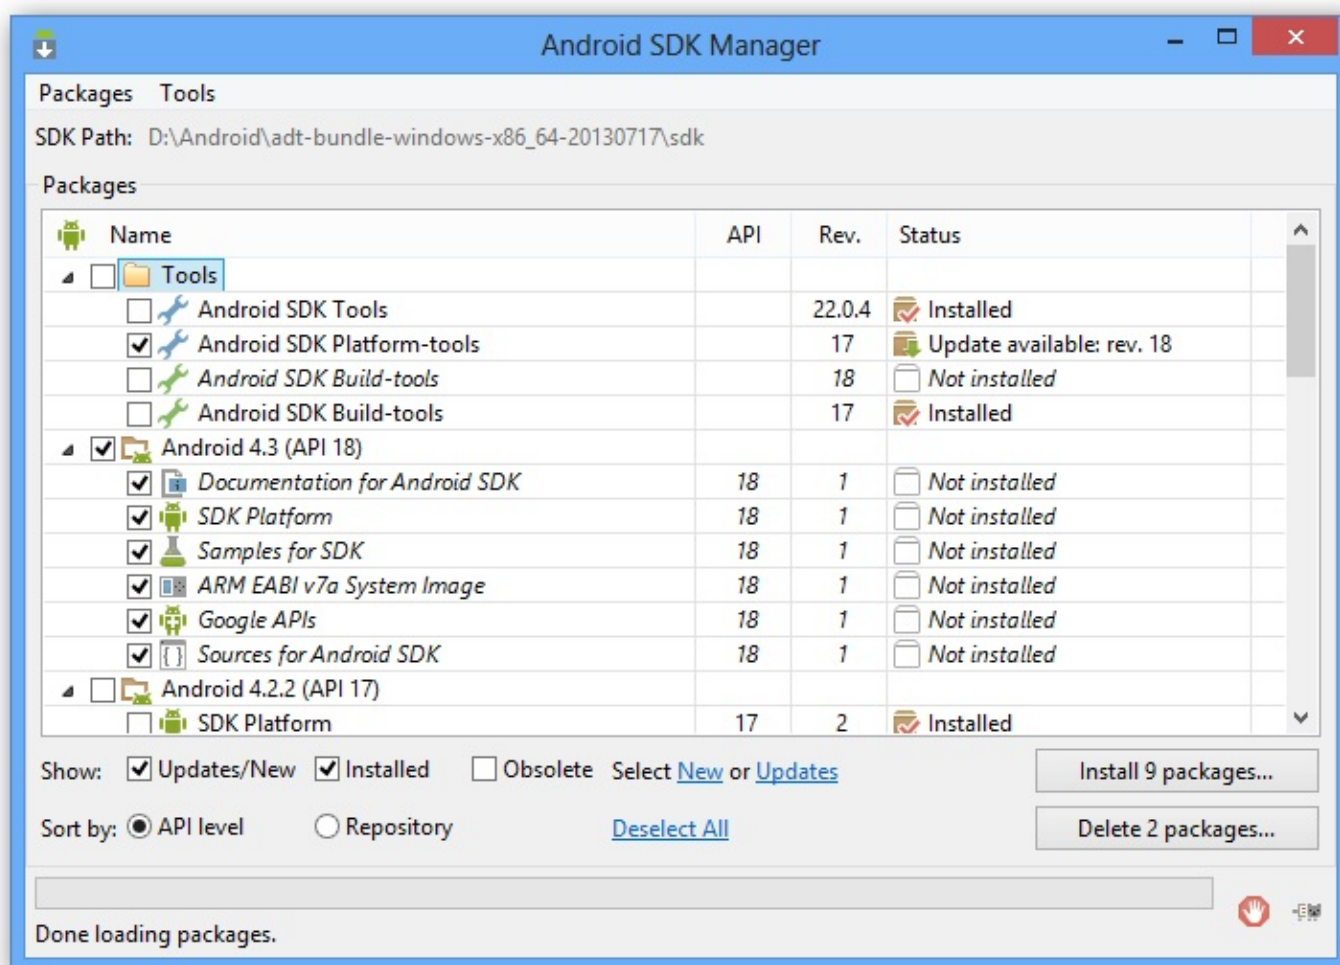 Android SDK Manager
Packages Tools
SDK Path: D:\Android\adt-bundle-windows-x86_64-20130717\sdk
Packages
Name API Rev. Status
Tools
Android SDK Tools 22.0.4 Installed
Android SDK Platform-tools 17 Update available: rev. 18
Android SDK Build-tools 18 Not installed
Android SDK Build-tools 17 Installed
Android 4.3 (API 18)
Documentation for Android SDK 18 1 Not installed
SDK Platform 18 1 Not installed
Samples for SDK 18 1 Not installed
ARM EABI v7a System Image 18 1 Not installed
Google APIs 18 1 Not installed
Sources for Android SDK 18 1 Not installed
Android 4.2.2 (API 17)
SDK Platform 17 2 Installed
Show: Updates/New Installed Obsolete Select New or Updates Install 9 packages...
Sort by: API level Repository Deselect All Delete 2 packages...
Done loading packages.